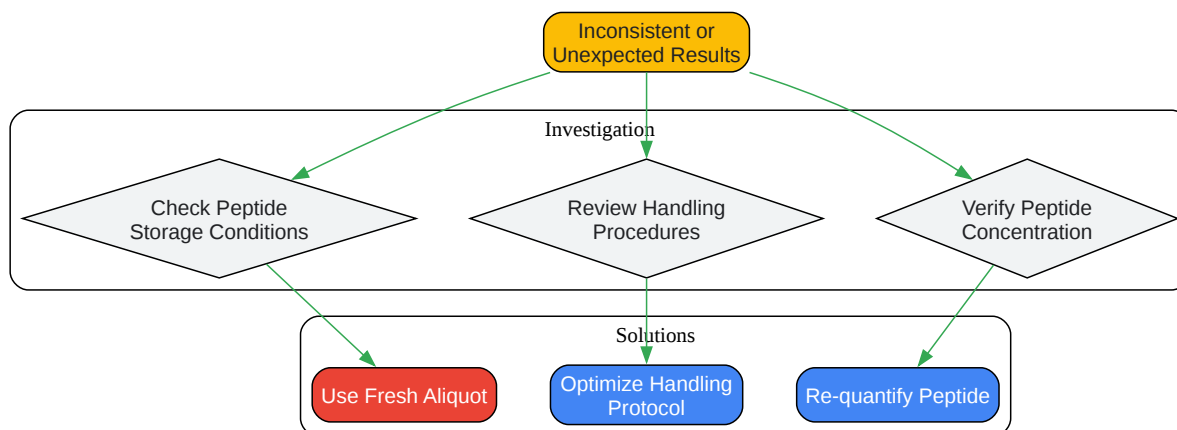 Inconsistent or
Unexpected Results
Investigation
Check Peptide
Storage Conditions
Review Handling
Procedures
Verify Peptide
Concentration
Solutions
Use Fresh Aliquot
Optimize Handling
Protocol
Re-quantify Peptide